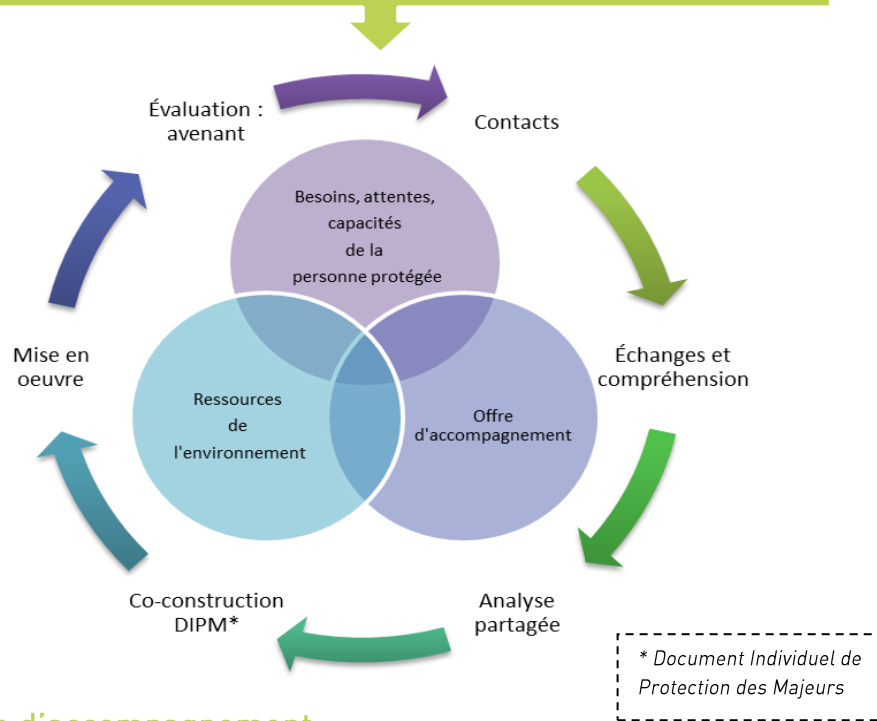 Évaluation :
avenant
Contacts
Besoins, attentes,
capacités
de la
personne protégée
Mise en
oeuvre
Échanges et
compréhension
Ressources
de
l'environnement
Offre
d'accompagnement
Co-construction
DIPM*
Analyse
partagée
* Document Individuel de
Protection des Majeurs
d'accompagnement